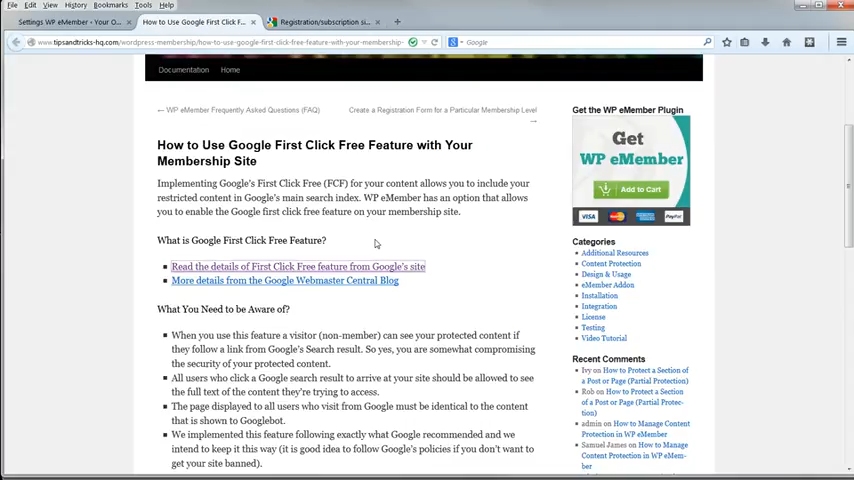 File Edit View History Bookmarks Tools Help
Settings WP eMember – Your O... × How to Use Google First Click F... × Registration/subscription si... × +
www.tipsandtricks-hq.com/wordpress-membership/how-to-use-google-first-click-free-feature-with-your-membership- Google
Documentation Home
← WP eMember Frequently Asked Questions (FAQ) Create a Registration Form for a Particular Membership Level
→
How to Use Google First Click Free Feature with Your
Membership Site
Implementing Google's First Click Free (FCF) for your content allows you to include your
restricted content in Google's main search index. WP eMember has an option that allows
you to enable the Google first click free feature on your membership site.
What is Google First Click Free Feature?
Read the details of First Click Free feature from Google's site
More details from the Google Webmaster Central Blog
What You Need to be Aware of?
When you use this feature a visitor (non-member) can see your protected content if
they follow a link from Google's Search result. So yes, you are somewhat compromising
the security of your protected content.
All users who click a Google search result to arrive at your site should be allowed to see
the full text of the content they're trying to access.
The page displayed to all users who visit from Google must be identical to the content
that is shown to Googlebot.
We implemented this feature following exactly what Google recommended and we
intend to keep it this way (it is good idea to follow Google's policies if you don't want to
get your site banned).
Get the WP eMember Plugin
Get
WP eMember
Add to Cart
VISA MasterCard PayPal
Categories
Additional Resources
Content Protection
Design & Usage
eMember Addon
Installation
Integration
License
Testing
Video Tutorial
Recent Comments
Ivy on How to Protect a Section
of a Post or Page (Partial Protection)
Rob on How to Protect a Section
of a Post or Page (Partial Protec-
tion)
admin on How to Manage Content
Protection in WP eMember
Samuel James on How to Manage
Content Protection in WP eMem-
ber